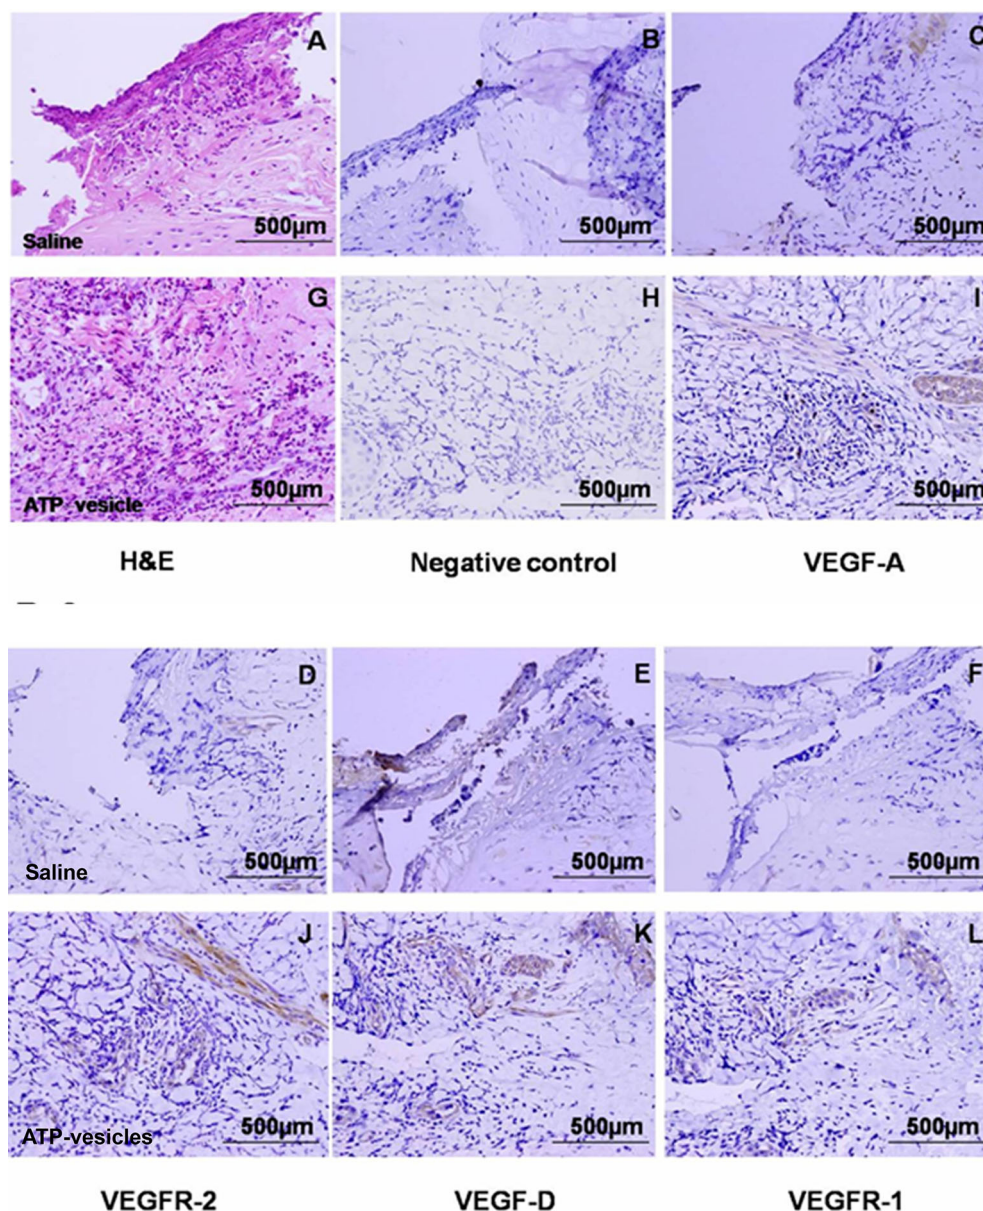 A B C
500µm 500µm 500µm
Saline
G H I
500µm 500µm 500µm
ATP vesicle
H&E Negative control VEGF-A
D E F
500µm 500µm 500µm
Saline
J K L
500µm 500µm 500µm
ATP-vesicles
VEGFR-2 VEGF-D VEGFR-1